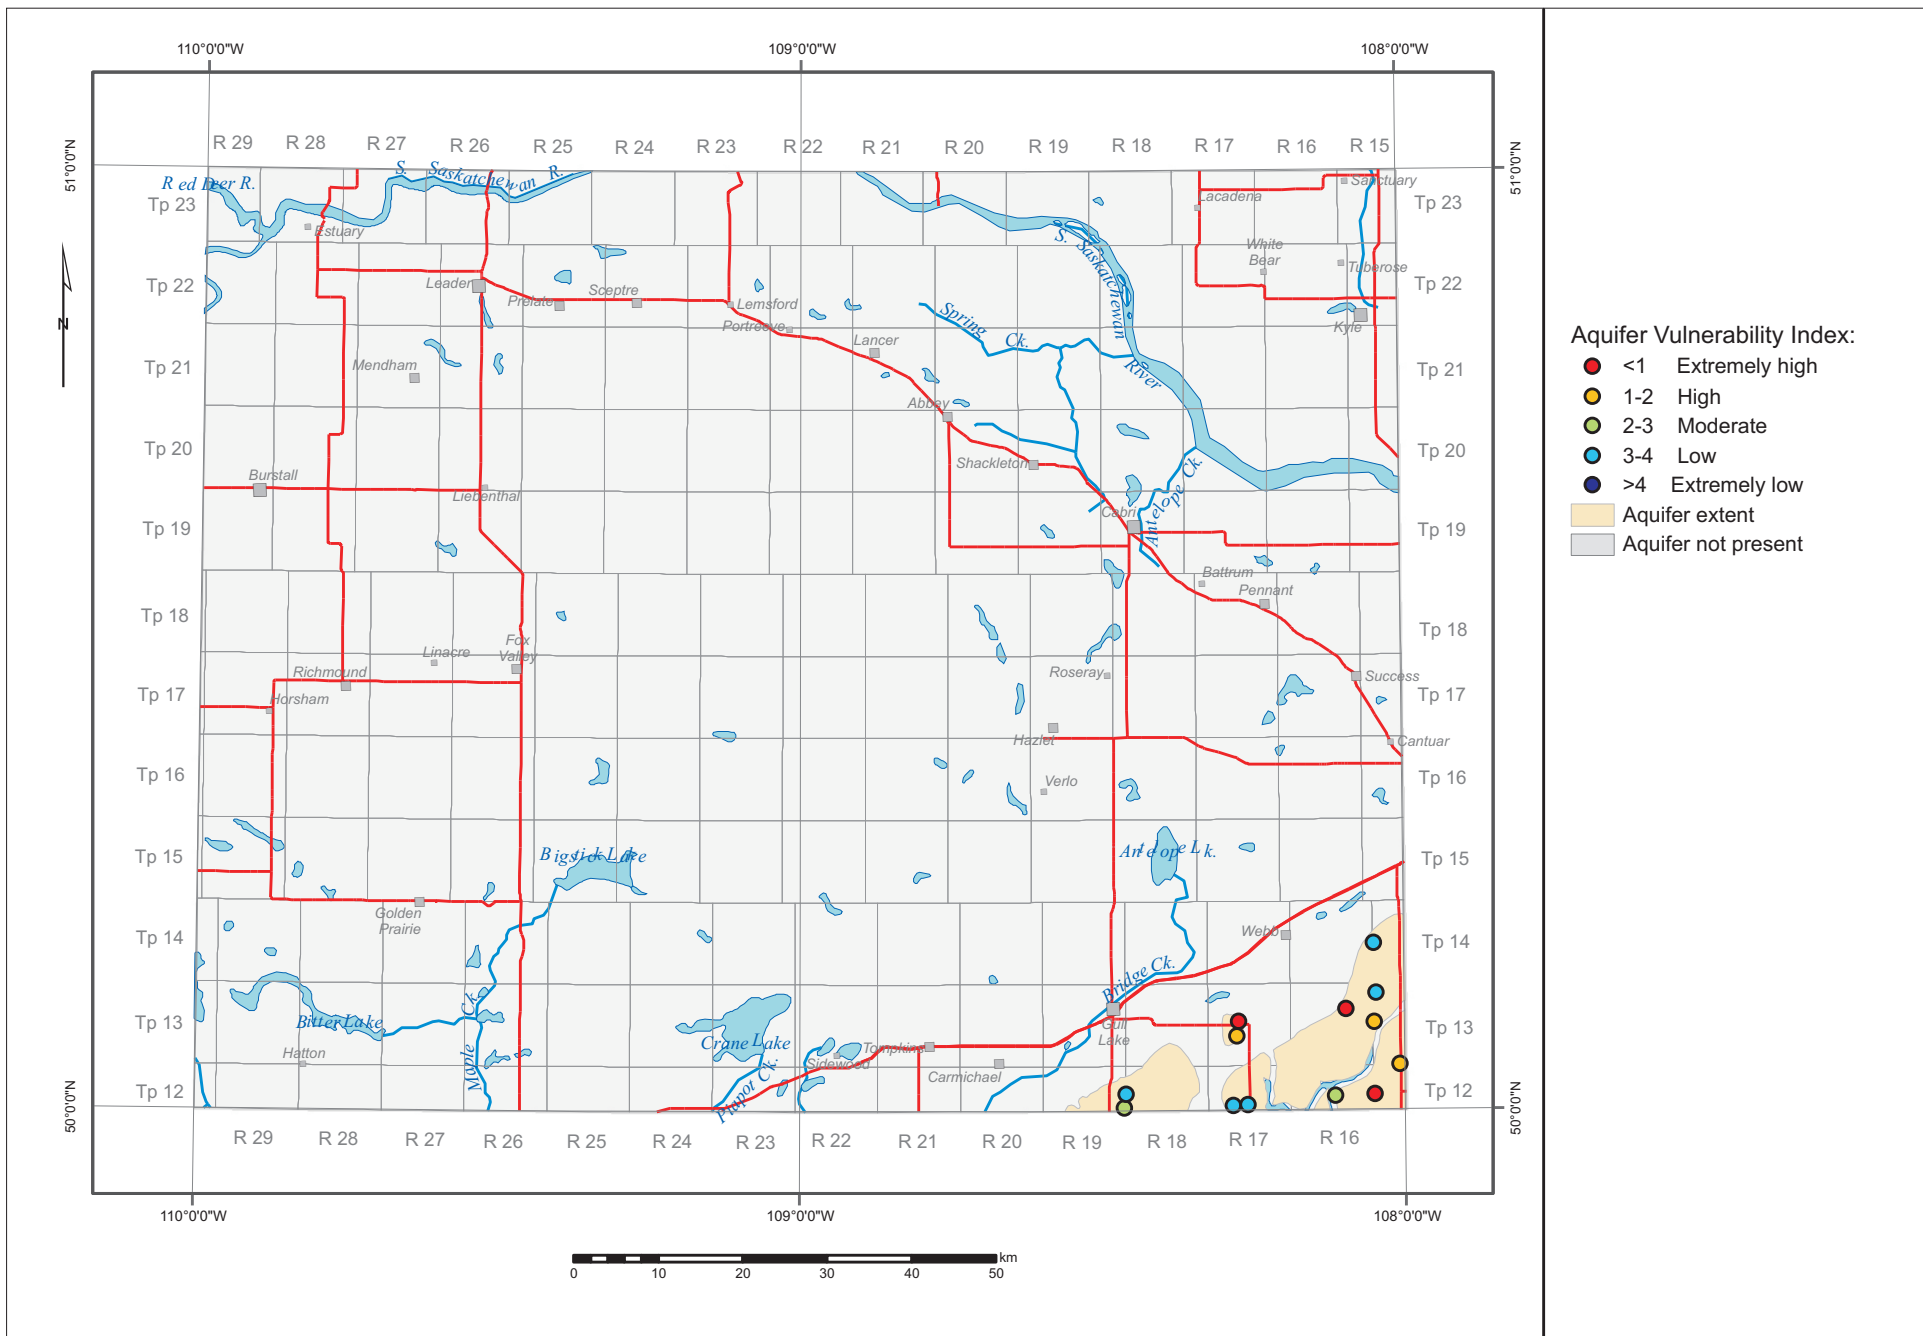 110°0'0"W 109°0'0"W 108°0'0"W
51°0'0"N 51°0'0"N
R 29 R 28 R 27 R 26 R 25 R 24 R 23 R 22 R 21 R 20 R 19 R 18 R 17 R 16 R 15
Red Deer R. S. Saskatchewan R. Sanctuary
Tp 23 Lacadena Tp 23
Estuary S. Saskatchewan River
White
Bear Tuberose
Tp 22 Leader Prelate Sceptre Lemsford Tp 22
Portreeve Spring Ck. Kyle
Lancer
Tp 21 Mendham Tp 21
Abbey
Tp 20 Shackleton Antelope Ck. Tp 20
Burstall Liebenthal
Cabri
Tp 19 Tp 19
Battrum
Pennant
Tp 18 Tp 18
Fox
Valley
Linacre
Richmound Roseray Success
Tp 17 Horsham Tp 17
Hazlet Cantuar
Tp 16 Verlo Tp 16
Tp 15 Bigstick Lake Antelope Lk. Tp 15
Golden
Prairie
Tp 14 Webb Tp 14
Bridge Ck.
Tp 13 Bitter Lake Maple Ck. Crane Lake Gull
Lake Tp 13
Hatton Sidewood Tompkins
Carmichael
Tp 12 Piapot Ck. Tp 12
50°0'0"N 50°0'0"N
R 29 R 28 R 27 R 26 R 25 R 24 R 23 R 22 R 21 R 20 R 19 R 18 R 17 R 16
110°0'0"W 109°0'0"W 108°0'0"W
km
0 10 20 30 40 50
N
Aquifer Vulnerability Index:
<1 Extremely high
1-2 High
2-3 Moderate
3-4 Low
>4 Extremely low
Aquifer extent
Aquifer not present